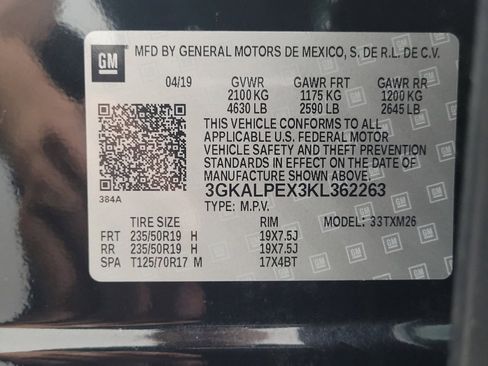 GM
MFD BY GENERAL MOTORS DE MEXICO, S. DE R.L. DE C.V.
04/19 GVWR GAWR FRT GAWR RR
2100 KG 1175 KG 1200 KG
4630 LB 2590 LB 2645 LB
THIS VEHICLE CONFORMS TO ALL
APPLICABLE U.S. FEDERAL MOTOR
VEHICLE SAFETY AND THEFT PREVENTION
STANDARDS IN EFFECT ON THE DATE OF
MANUFACTURE SHOWN ABOVE.
384A
3GKALPEX3KL362263
TYPE: M.P.V. MODEL: 33TXM26
TIRE SIZE RIM
FRT 235/50R19 H 19X7.5J
RR 235/50R19 H 19X7.5J
SPA T125/70R17 M 17X4BT